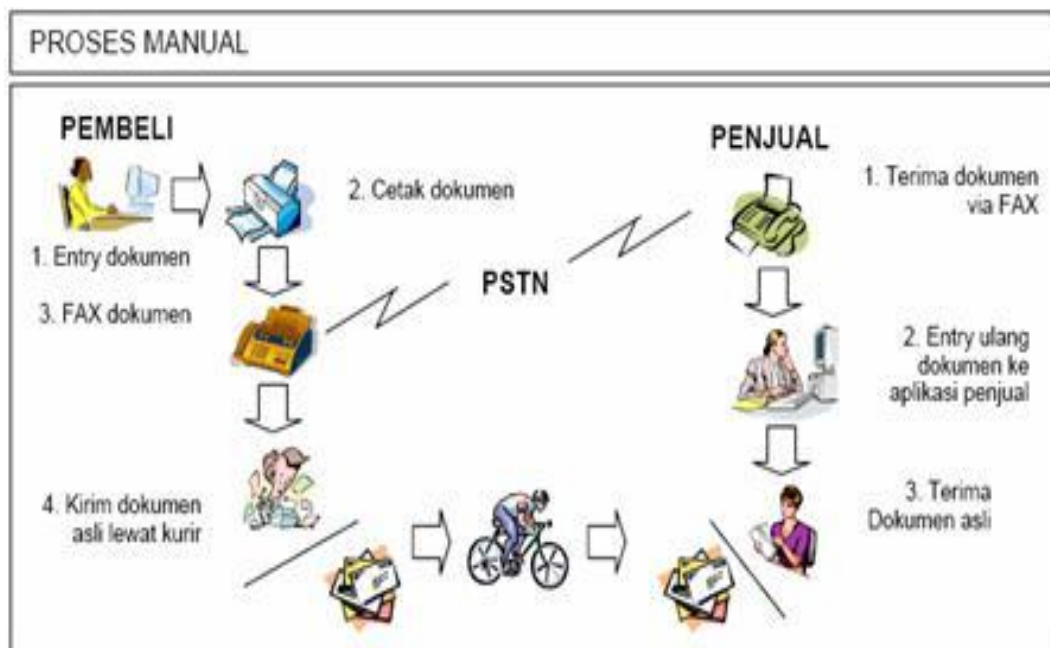 PROSES MANUAL
PEMBELI
1. Entry dokumen
2. Cetak dokumen
3. FAX dokumen
4. Kirim dokumen
asli lewat kurir
PSTN
PENJUAL
1. Terima dokumen
via FAX
2. Entry ulang
dokumen ke
aplikasi penjual
3. Terima
Dokumen asli